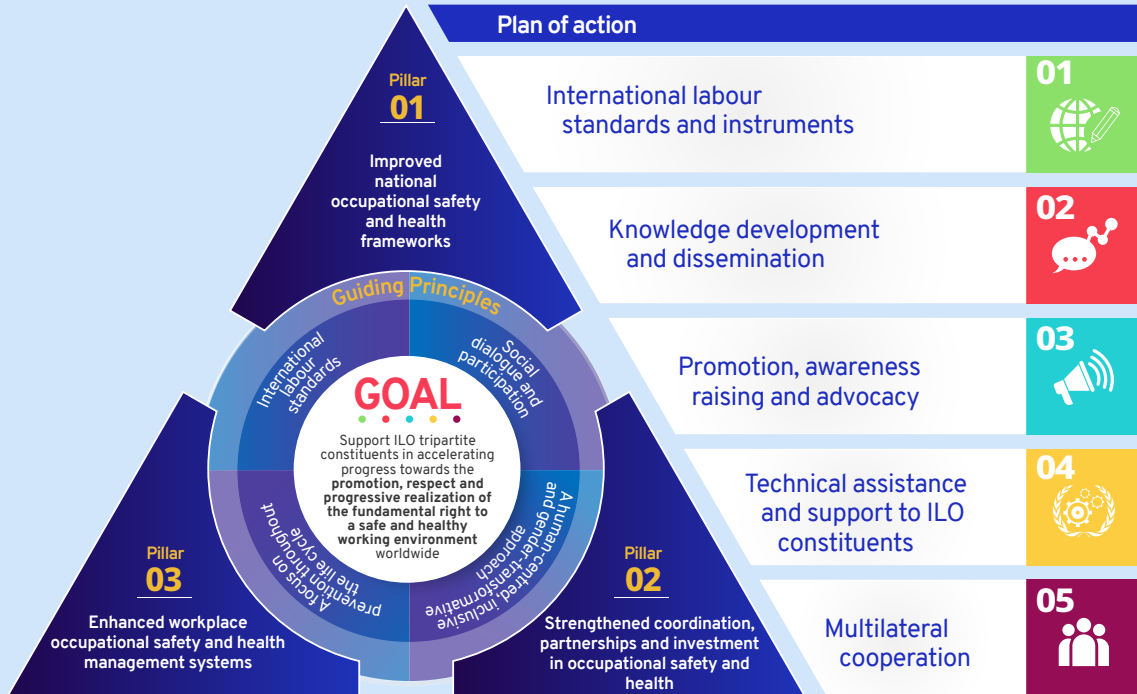 Plan of action
Pillar
01
Improved
national
occupational safety
and health
frameworks
Guiding Principles
International
labour
standards
Social
dialogue and
participation
A human-centred, inclusive
and gender-transformative
approach
A focus on
prevention throughout
the life cycle
GOAL
Support ILO tripartite
constituents in accelerating
progress towards the
promotion, respect and
progressive realization of
the fundamental right to
a safe and healthy
working environment
worldwide
Pillar
03
Enhanced workplace
occupational safety and health
management systems
Pillar
02
Strengthened coordination,
partnerships and investment
in occupational safety and
health
International labour
standards and instruments
01
Knowledge development
and dissemination
02
Promotion, awareness
raising and advocacy
03
Technical assistance
and support to ILO
constituents
04
Multilateral
cooperation
05